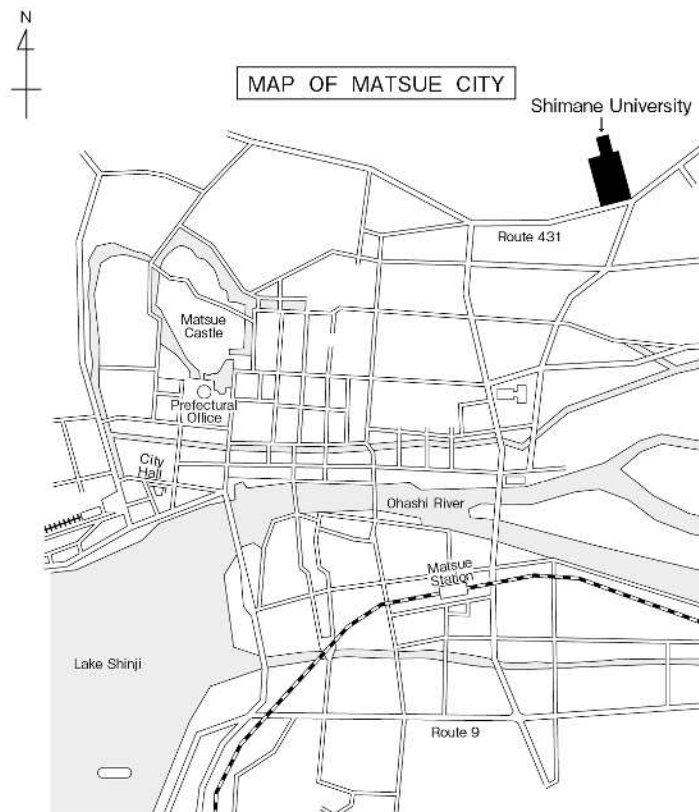 N
MAP OF MATSUE CITY
Shimane University
Route 431
Matsue
Castle
Prefectural
Office
City
Hall
Ohashi River
Matsue
Station
Lake Shinji
Route 9